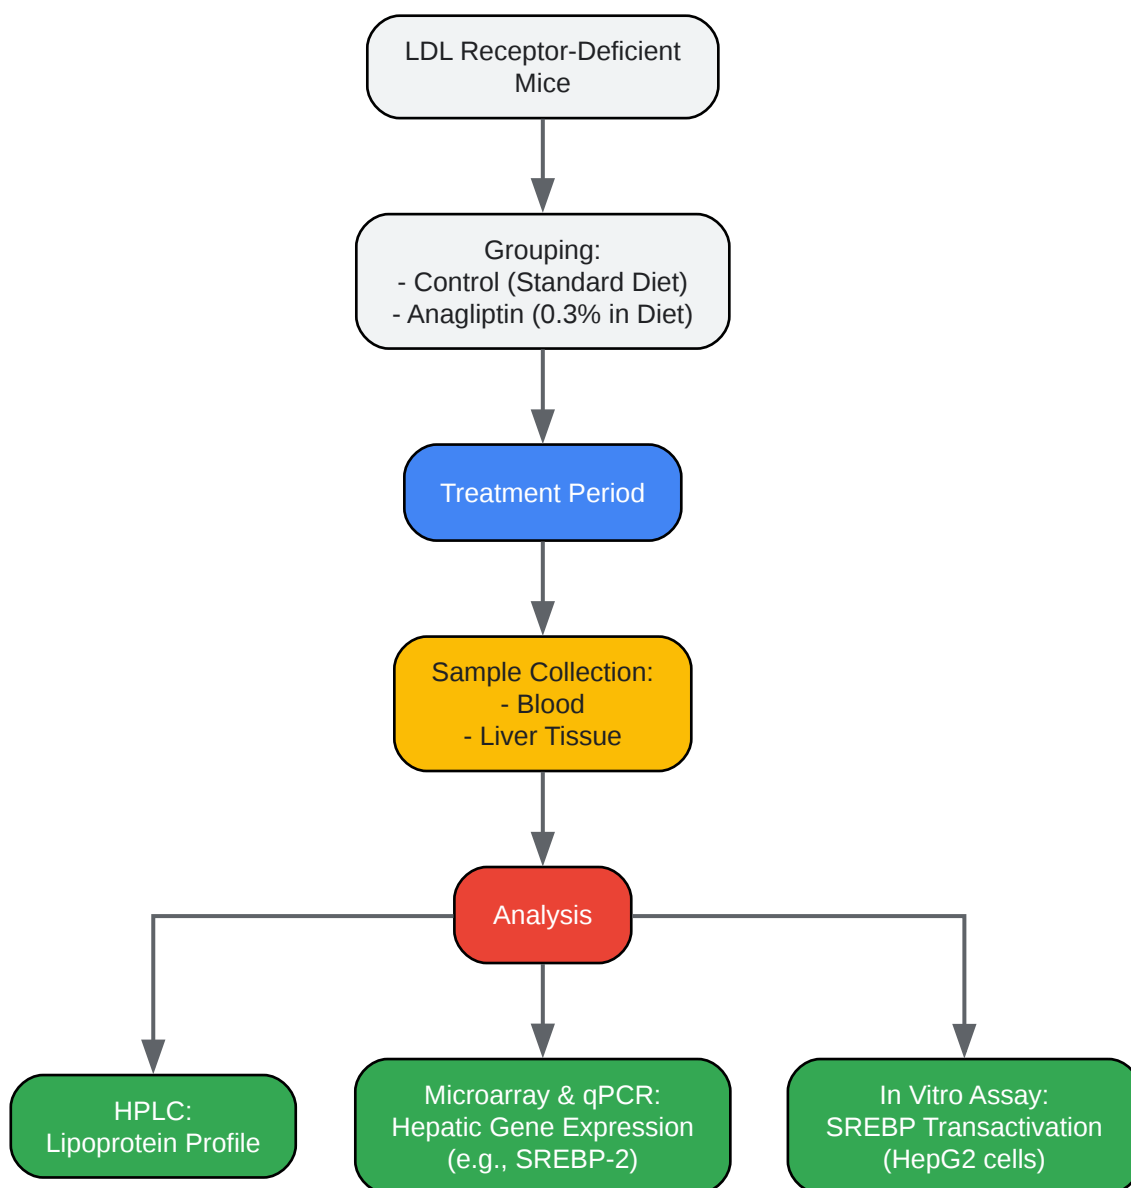 LDL Receptor-Deficient
Mice
Grouping:
- Control (Standard Diet)
- Anagliptin (0.3% in Diet)
Treatment Period
Sample Collection:
- Blood
- Liver Tissue
Analysis
HPLC:
Lipoprotein Profile
Microarray & qPCR:
Hepatic Gene Expression
(e.g., SREBP-2)
In Vitro Assay:
SREBP Transactivation
(HepG2 cells)